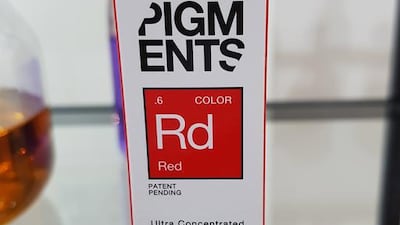 PIGM
ENTS
.6 COLOR
Rd
Red
PATENT
PENDING
Ultra Concentrated